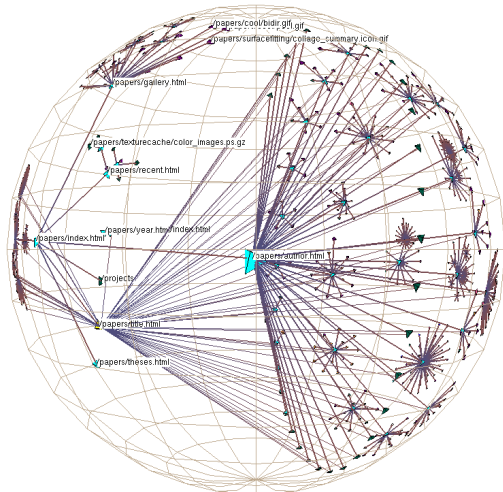 /papers/cool/bidir.gif
/papers/surfacefitting/collage_summary.icon.gif
/papers/gallery.html
/papers/texturecache/color_images.ps.gz
/papers/recent.html
/papers/year.html
/index.html
/papers/index.html
/papers/author.html
/projects
/papers/title.html
/papers/theses.html